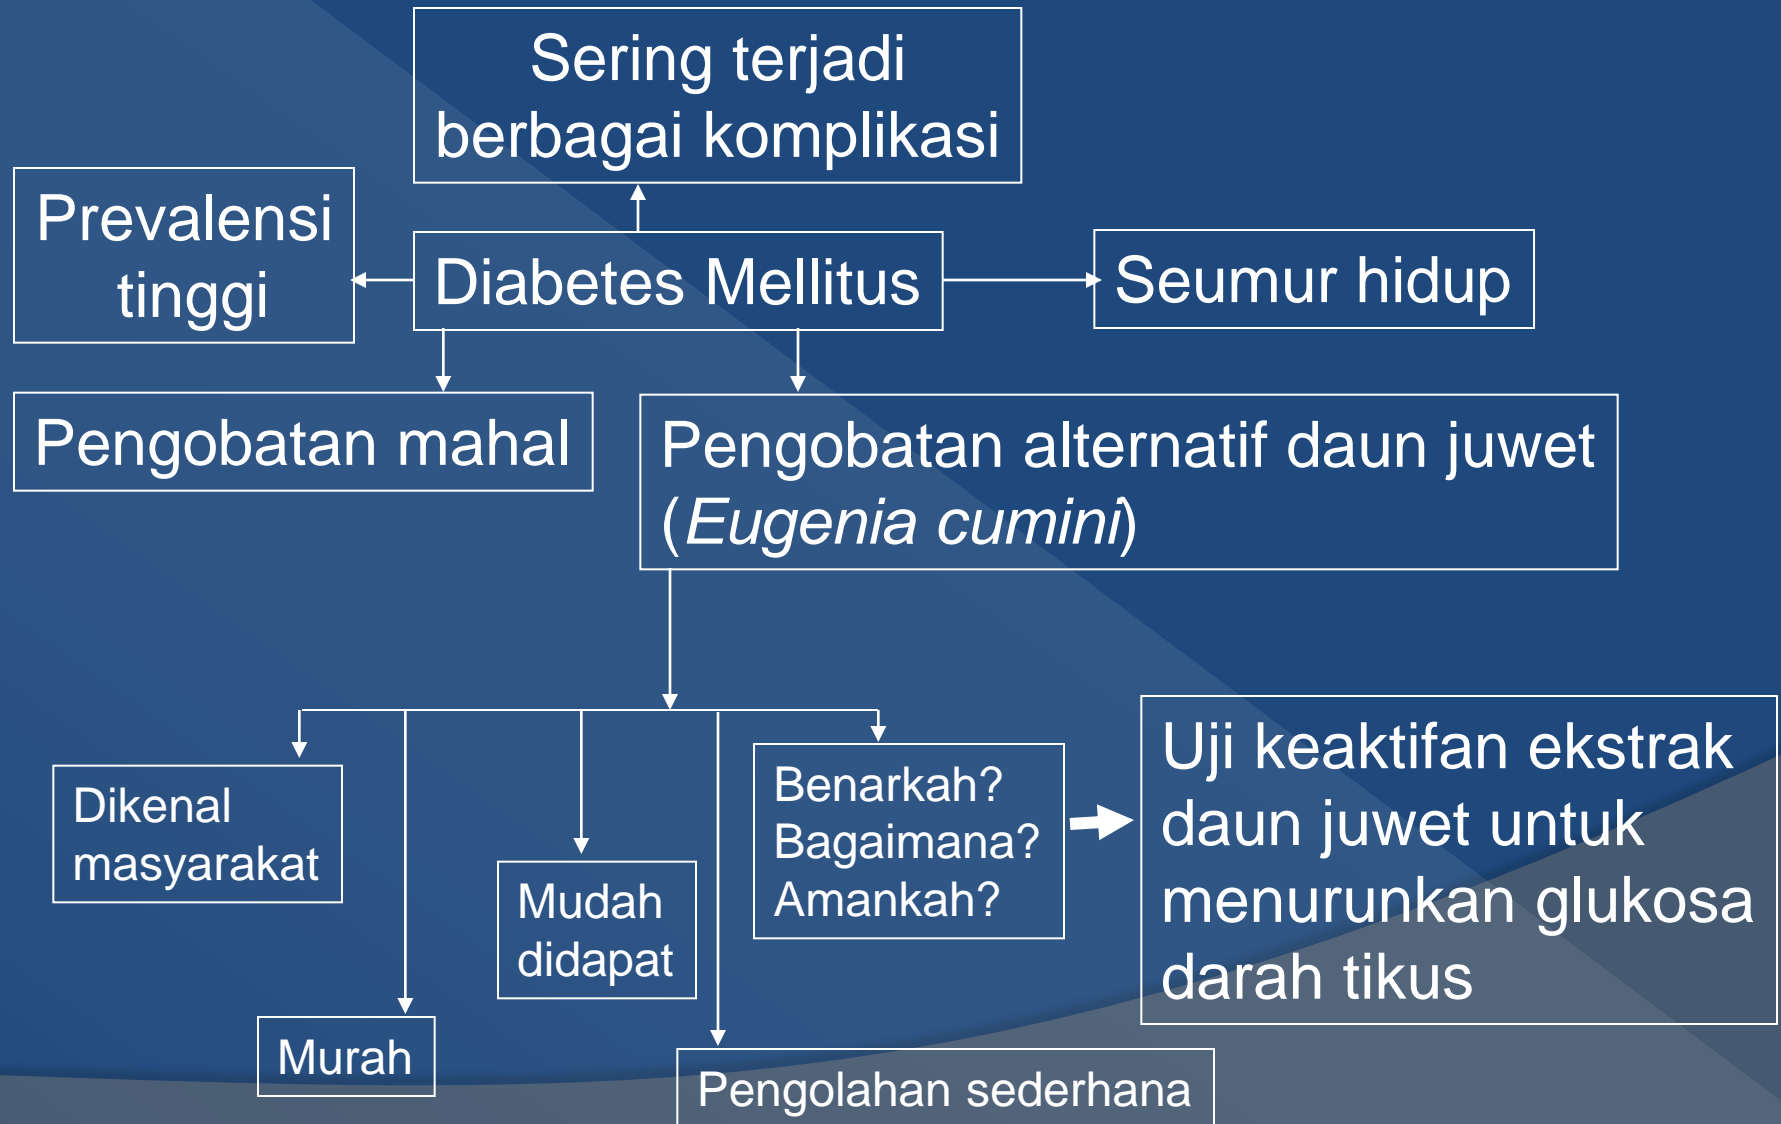 Sering terjadi
berbagai komplikasi
Prevalensi
tinggi
Diabetes Mellitus
Seumur hidup
Pengobatan mahal
Pengobatan alternatif daun juwet
(Eugenia cumini)
Dikenal
masyarakat
Murah
Mudah
didapat
Pengolahan sederhana
Benarkah?
Bagaimana?
Amankah?
Uji keaktifan ekstrak
daun juwet untuk
menurunkan glukosa
darah tikus